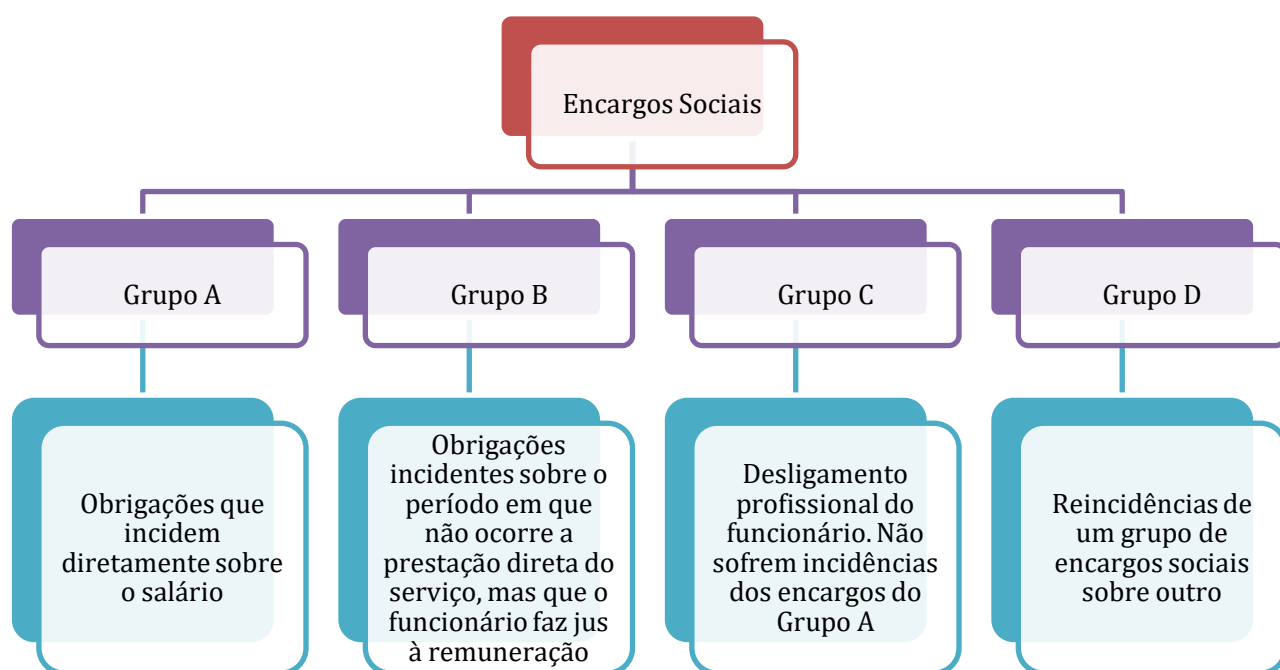 Encargos Sociais
Grupo A
Grupo B
Grupo C
Grupo D
Obrigações que
incidem
diretamente sobre
o salário
Obrigações
incidentes sobre o
período em que
não ocorre a
prestação direta do
serviço, mas que o
funcionário faz jus
à remuneração
Desligamento
profissional do
funcionário. Não
sofrem incidências
dos encargos do
Grupo A
Reincidências de
um grupo de
encargos sociais
sobre outro